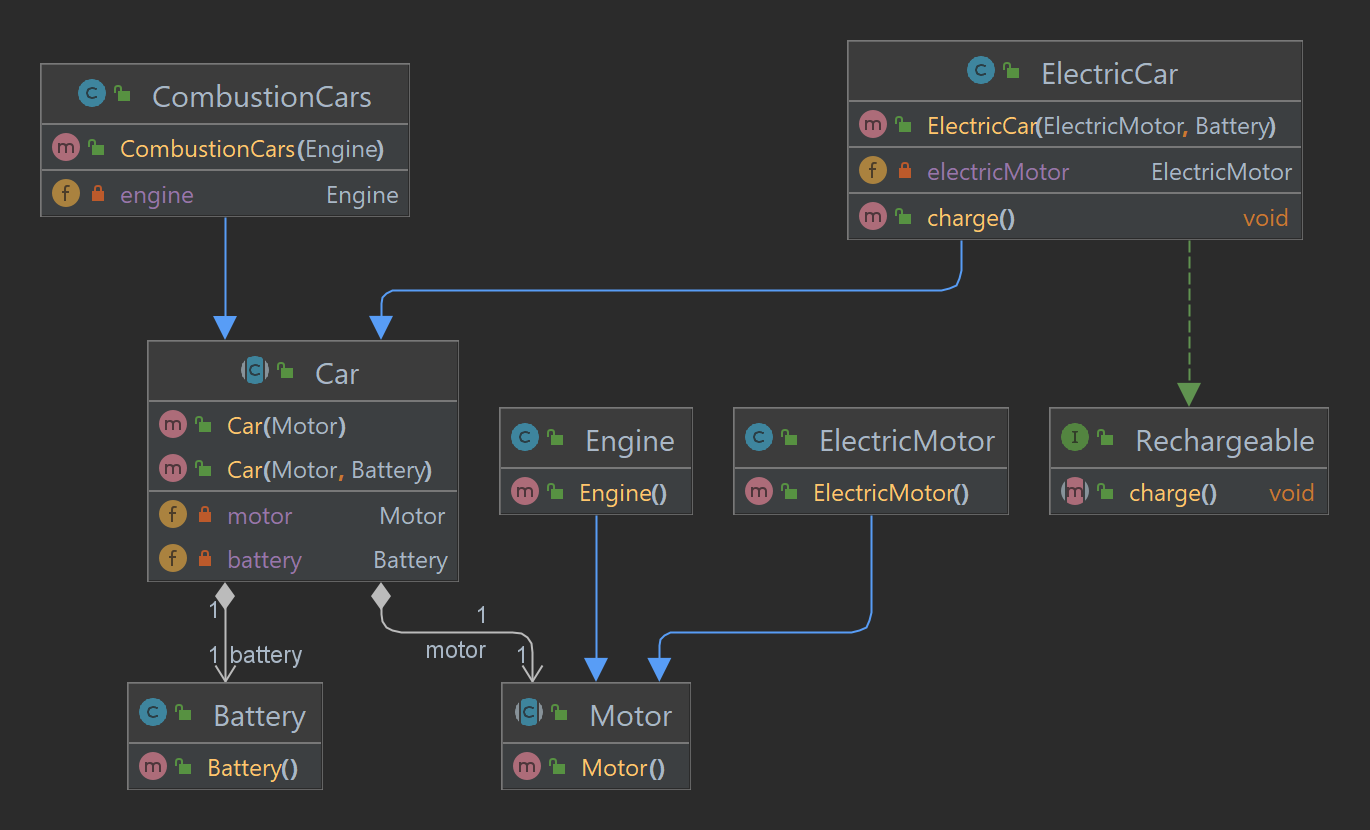 C CombustionCars
m CombustionCars(Engine)
f engine Engine
C ElectricCar
m ElectricCar(ElectricMotor, Battery)
f electricMotor ElectricMotor
m charge() void
C Car
m Car(Motor)
m Car(Motor, Battery)
f motor Motor
f battery Battery
C Engine
m Engine()
C ElectricMotor
m ElectricMotor()
I Rechargeable
m charge() void
1
1 battery
1
motor
1
C Battery
m Battery()
C Motor
m Motor()